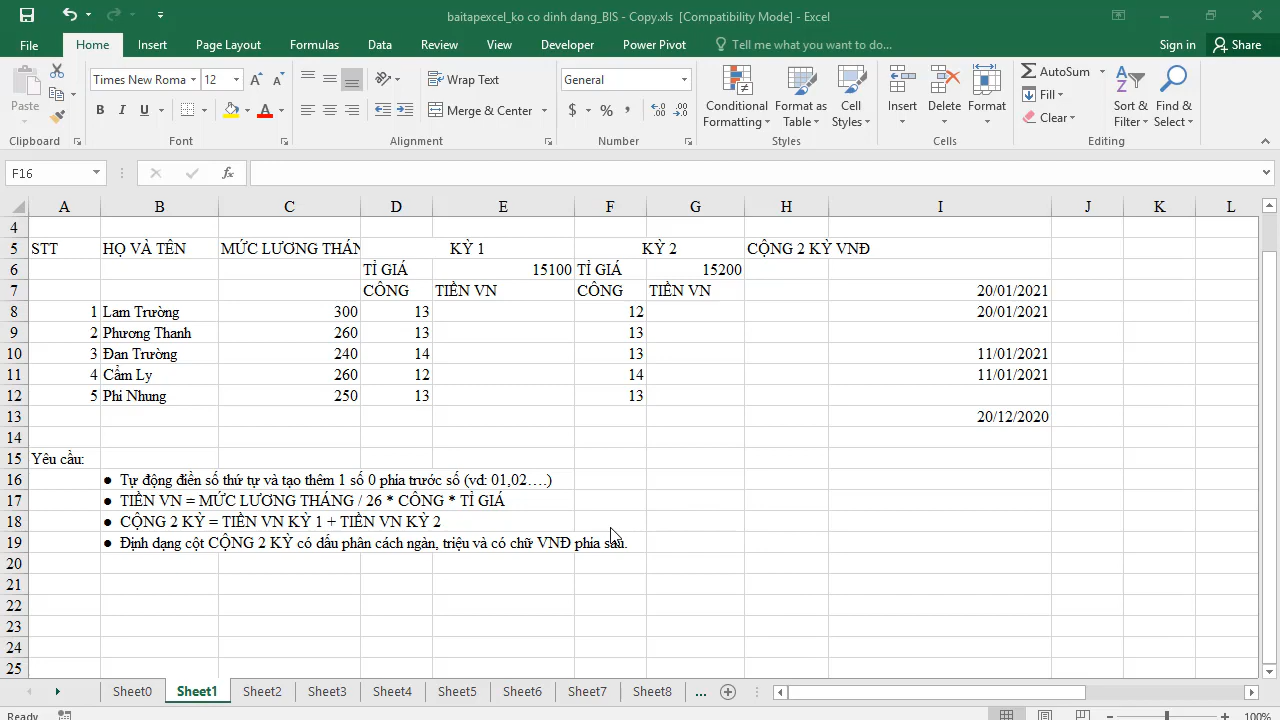 baitapexcel_ko co dinh dang_BIS - Copy.xls [Compatibility Mode] - Excel
File Home Insert Page Layout Formulas Data Review View Developer Power Pivot Tell me what you want to do... Sign in Share
Times New Roma 12 Wrap Text General AutoSum
Paste B I U Merge & Center $ % , Conditional Formatting Format as Table Cell Styles Insert Delete Format Fill Clear Sort & Filter Find & Select
Clipboard Font Alignment Number Styles Cells Editing
F16 fx
A B C D E F G H I J K L
4
5 STT HỌ VÀ TÊN MỨC LƯƠNG THÁN KỲ 1 KỲ 2 CỘNG 2 KỲ VNĐ
6 TỈ GIÁ 15100 TỈ GIÁ 15200
7 CÔNG TIỀN VN CÔNG TIỀN VN 20/01/2021
8 1 Lam Trường 300 13 12 20/01/2021
9 2 Phương Thanh 260 13 13
10 3 Đan Trường 240 14 13 11/01/2021
11 4 Cẩm Ly 260 12 14 11/01/2021
12 5 Phi Nhung 250 13 13
13 20/12/2020
14
15 Yêu cầu:
16 ● Tự động điền số thứ tự và tạo thêm 1 số 0 phía trước số (vd: 01,02….)
17 ● TIỀN VN = MỨC LƯƠNG THÁNG / 26 * CÔNG * TỈ GIÁ
18 ● CỘNG 2 KỲ = TIỀN VN KỲ 1 + TIỀN VN KỲ 2
19 ● Định dạng cột CỘNG 2 KỲ có dấu phân cách ngàn, triệu và có chữ VNĐ phía sau.
20
21
22
23
24
25
Sheet0 Sheet1 Sheet2 Sheet3 Sheet4 Sheet5 Sheet6 Sheet7 Sheet8 ...
Ready 100%